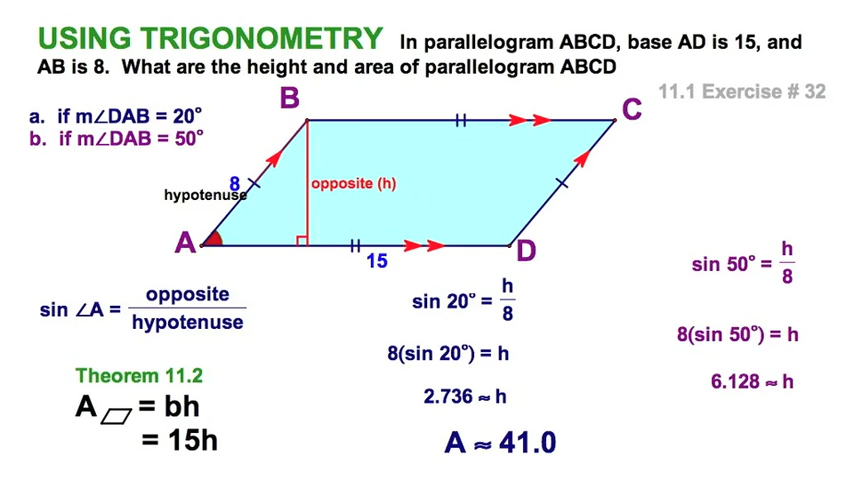 USING TRIGONOMETRY In parallelogram ABCD, base AD is 15, and
AB is 8. What are the height and area of parallelogram ABCD
11.1 Exercise # 32
a. if m∠DAB = 20°
b. if m∠DAB = 50°
B
C
8
hypotenuse
opposite (h)
A
D
15
sin ∠A = opposite / hypotenuse
Theorem 11.2
A▱ = bh
= 15h
sin 20° = h/8
8(sin 20°) = h
2.736 ≈ h
A ≈ 41.0
sin 50° = h/8
8(sin 50°) = h
6.128 ≈ h